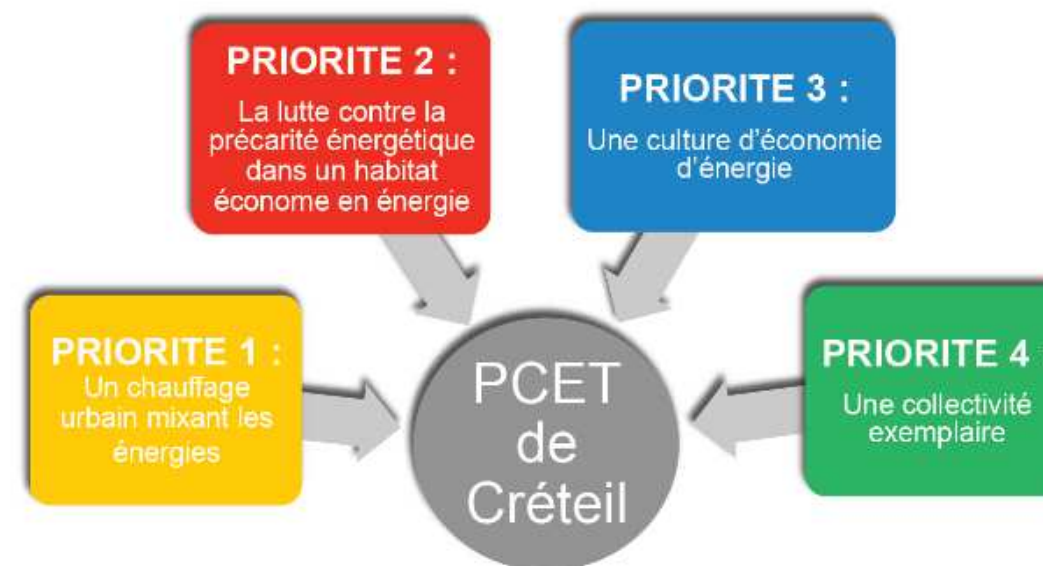 PRIORITE 2 :
La lutte contre la
précarité énergétique
dans un habitat
économe en énergie
PRIORITE 3 :
Une culture d'économie
d'énergie
PRIORITE 1 :
Un chauffage
urbain mixant les
énergies
PCET
de
Créteil
PRIORITE 4
Une collectivité
exemplaire